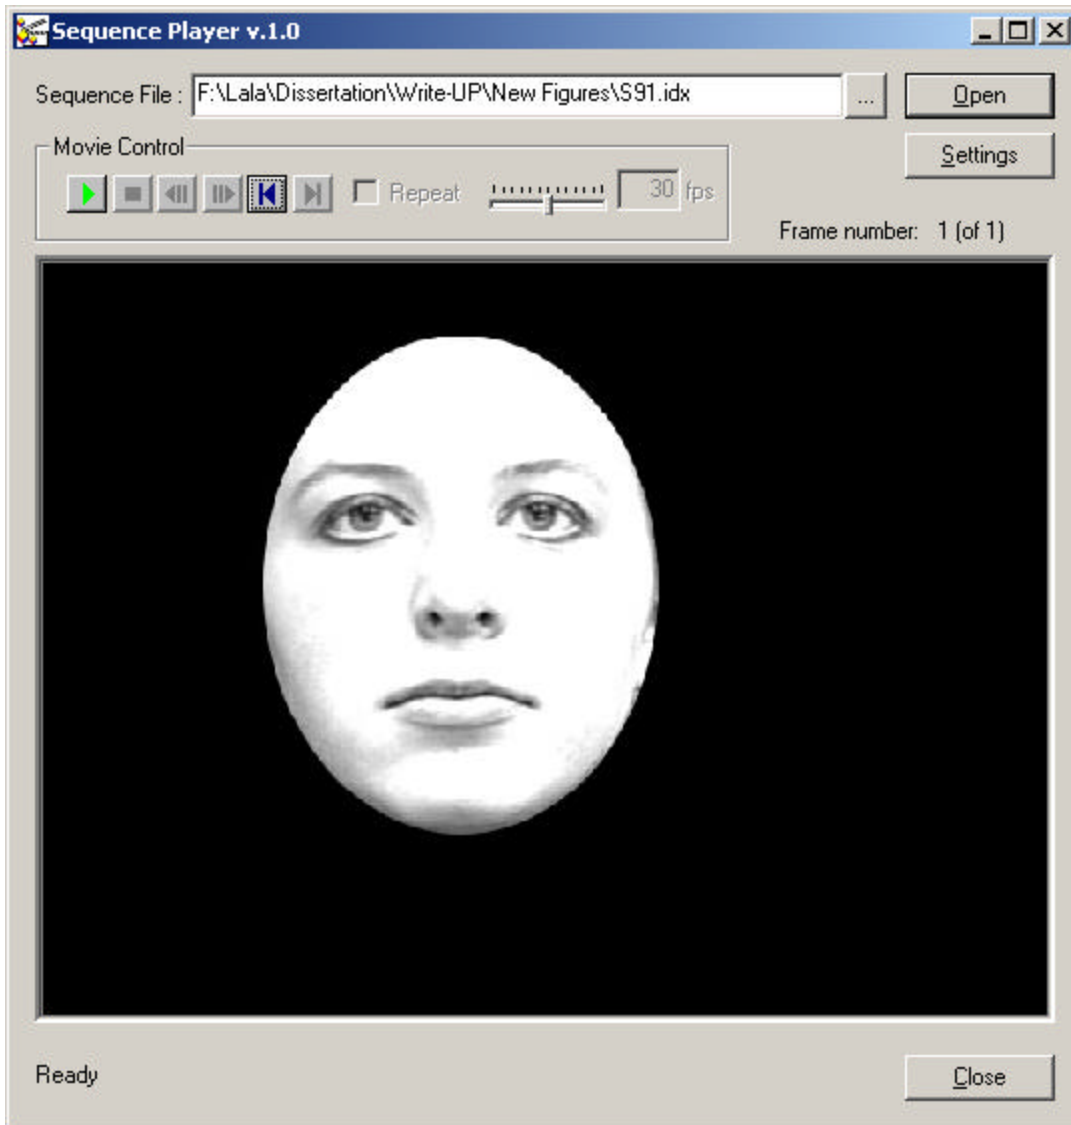 Sequence Player v.1.0
Sequence File : F:\Lala\Dissertation\Write-UP\New Figures\S91.idx ... Open
Movie Control
Settings
Repeat 30 fps
Frame number: 1 (of 1)
Ready
Close